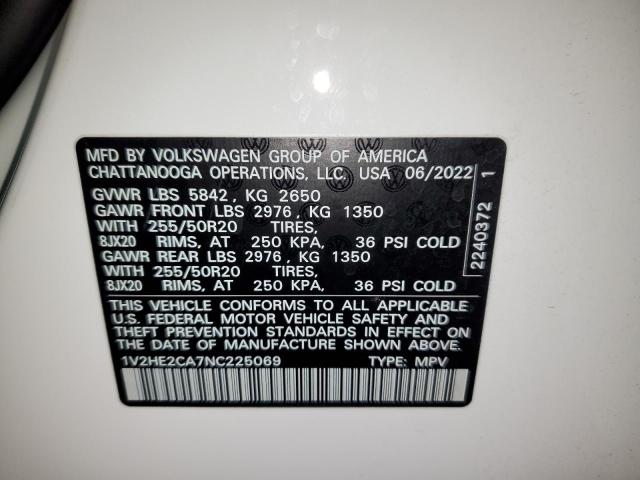 MFD BY VOLKSWAGEN GROUP OF AMERICA
CHATTANOOGA OPERATIONS, LLC, USA 06/2022
GVWR LBS 5842, KG 2650
GAWR FRONT LBS 2976, KG 1350
WITH 255/50R20 TIRES,
8JX20 RIMS, AT 250 KPA, 36 PSI COLD
GAWR REAR LBS 2976, KG 1350
WITH 255/50R20 TIRES,
8JX20 RIMS, AT 250 KPA, 36 PSI COLD
THIS VEHICLE CONFORMS TO ALL APPLICABLE
U.S. FEDERAL MOTOR VEHICLE SAFETY AND
THEFT PREVENTION STANDARDS IN EFFECT ON
THE DATE OF MANUFACTURE SHOWN ABOVE.
1V2HE2CA7NC225069 TYPE: MPV
2240372 1